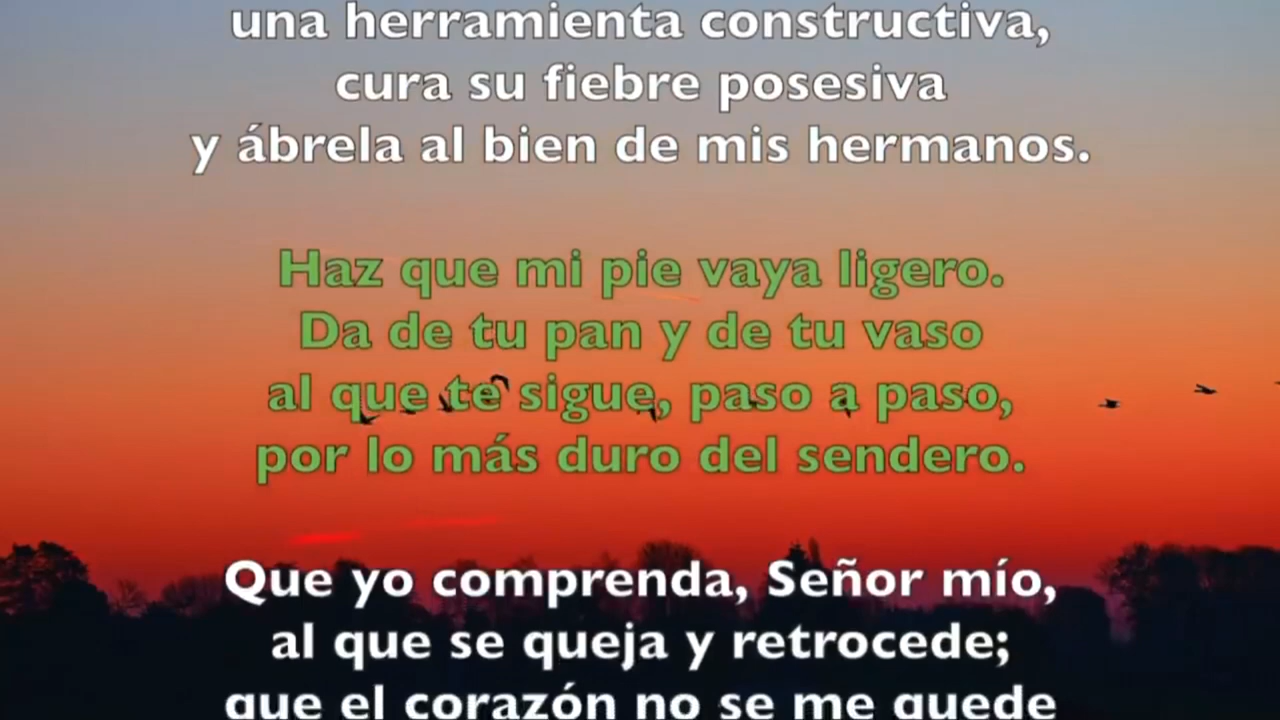 una herramienta constructiva,
cura su fiebre posesiva
y ábrela al bien de mis hermanos.
Haz que mi pie vaya ligero.
Da de tu pan y de tu vaso
al que te sigue, paso a paso,
por lo más duro del sendero.
Que yo comprenda, Señor mío,
al que se queja y retrocede;
que el corazón no se me quede